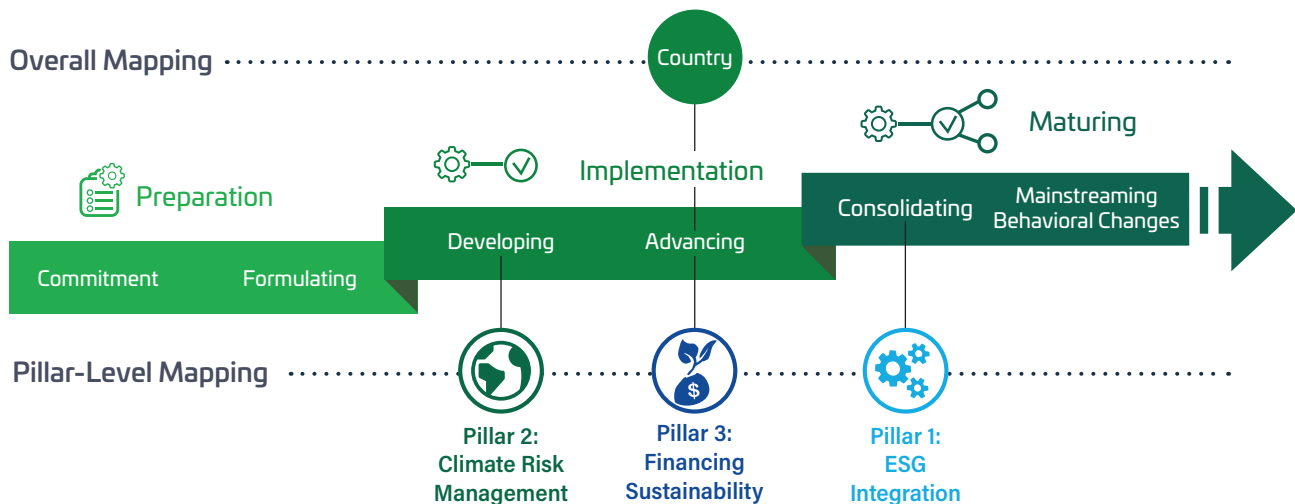 Overall Mapping
Country
Maturing
Implementation
Preparation
Consolidating
Mainstreaming
Behavioral Changes
Developing
Advancing
Commitment
Formulating
Pillar-Level Mapping
$
Pillar 2:
Climate Risk
Management
Pillar 3:
Financing
Sustainability
Pillar 1:
ESG
Integration